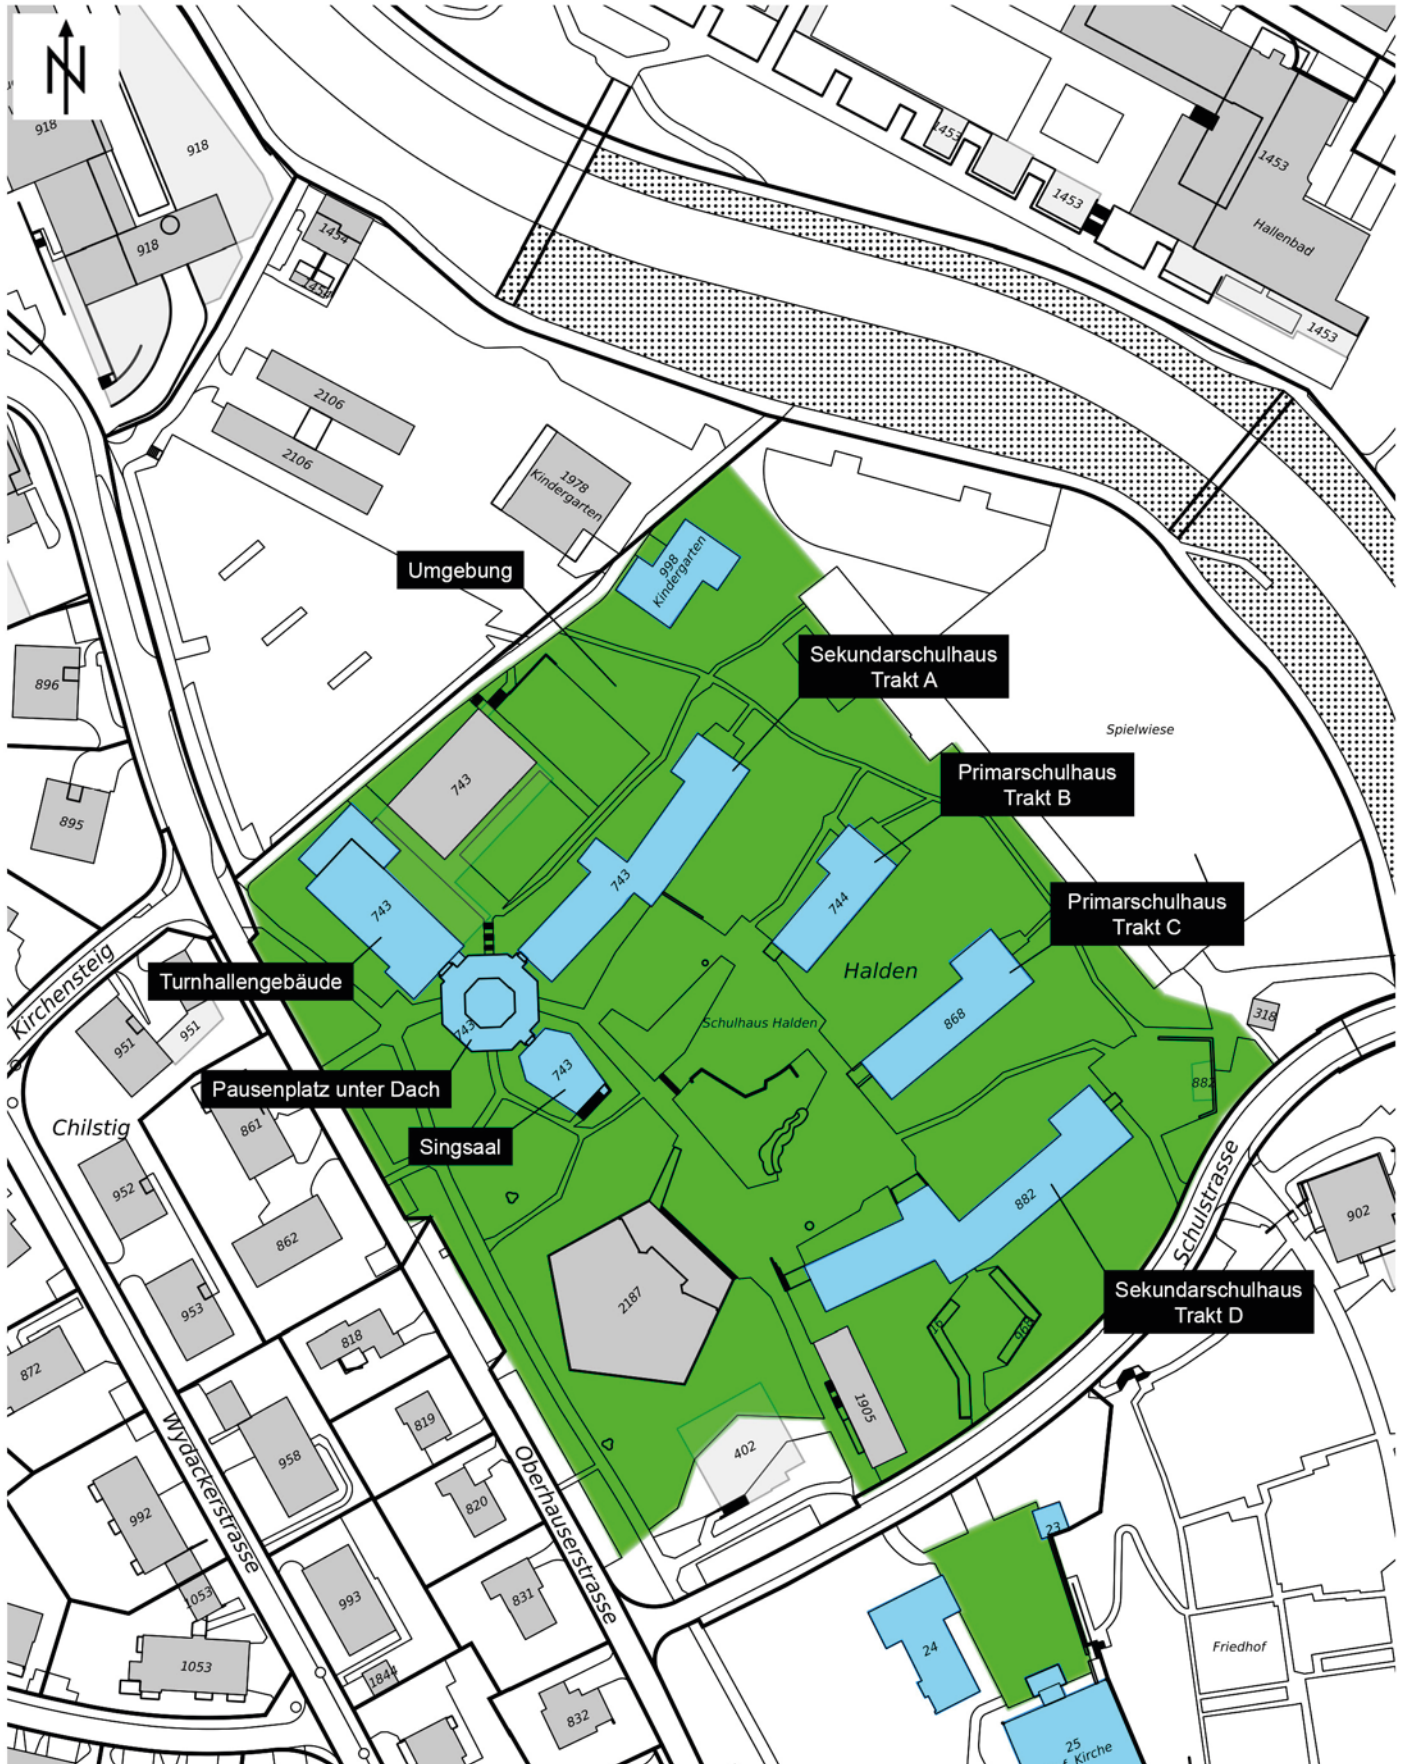 N
918
918
918
1453
1453
1453
Hallenbad
1453
1454
1454
2106
2106
1978
Kindergarten
998
Kindergarten
Umgebung
Sekundarschulhaus
Trakt A
896
Spielwiese
743
Primarschulhaus
Trakt B
895
743
743
744
Primarschulhaus
Trakt C
Halden
Turnhallengebäude
Kirchensteig
951
951
743
868
318
Schulhaus Halden
743
882
Pausenplatz unter Dach
Chilstig
861
Singsaal
952
862
882
Schulstrasse
902
953
2187
Sekundarschulhaus
Trakt D
818
16
968
872
819
1905
402
Wydackerstrasse
958
Oberhauserstrasse
992
820
23
993
831
1053
24
Friedhof
1053
1844
832
25
f. Kirche